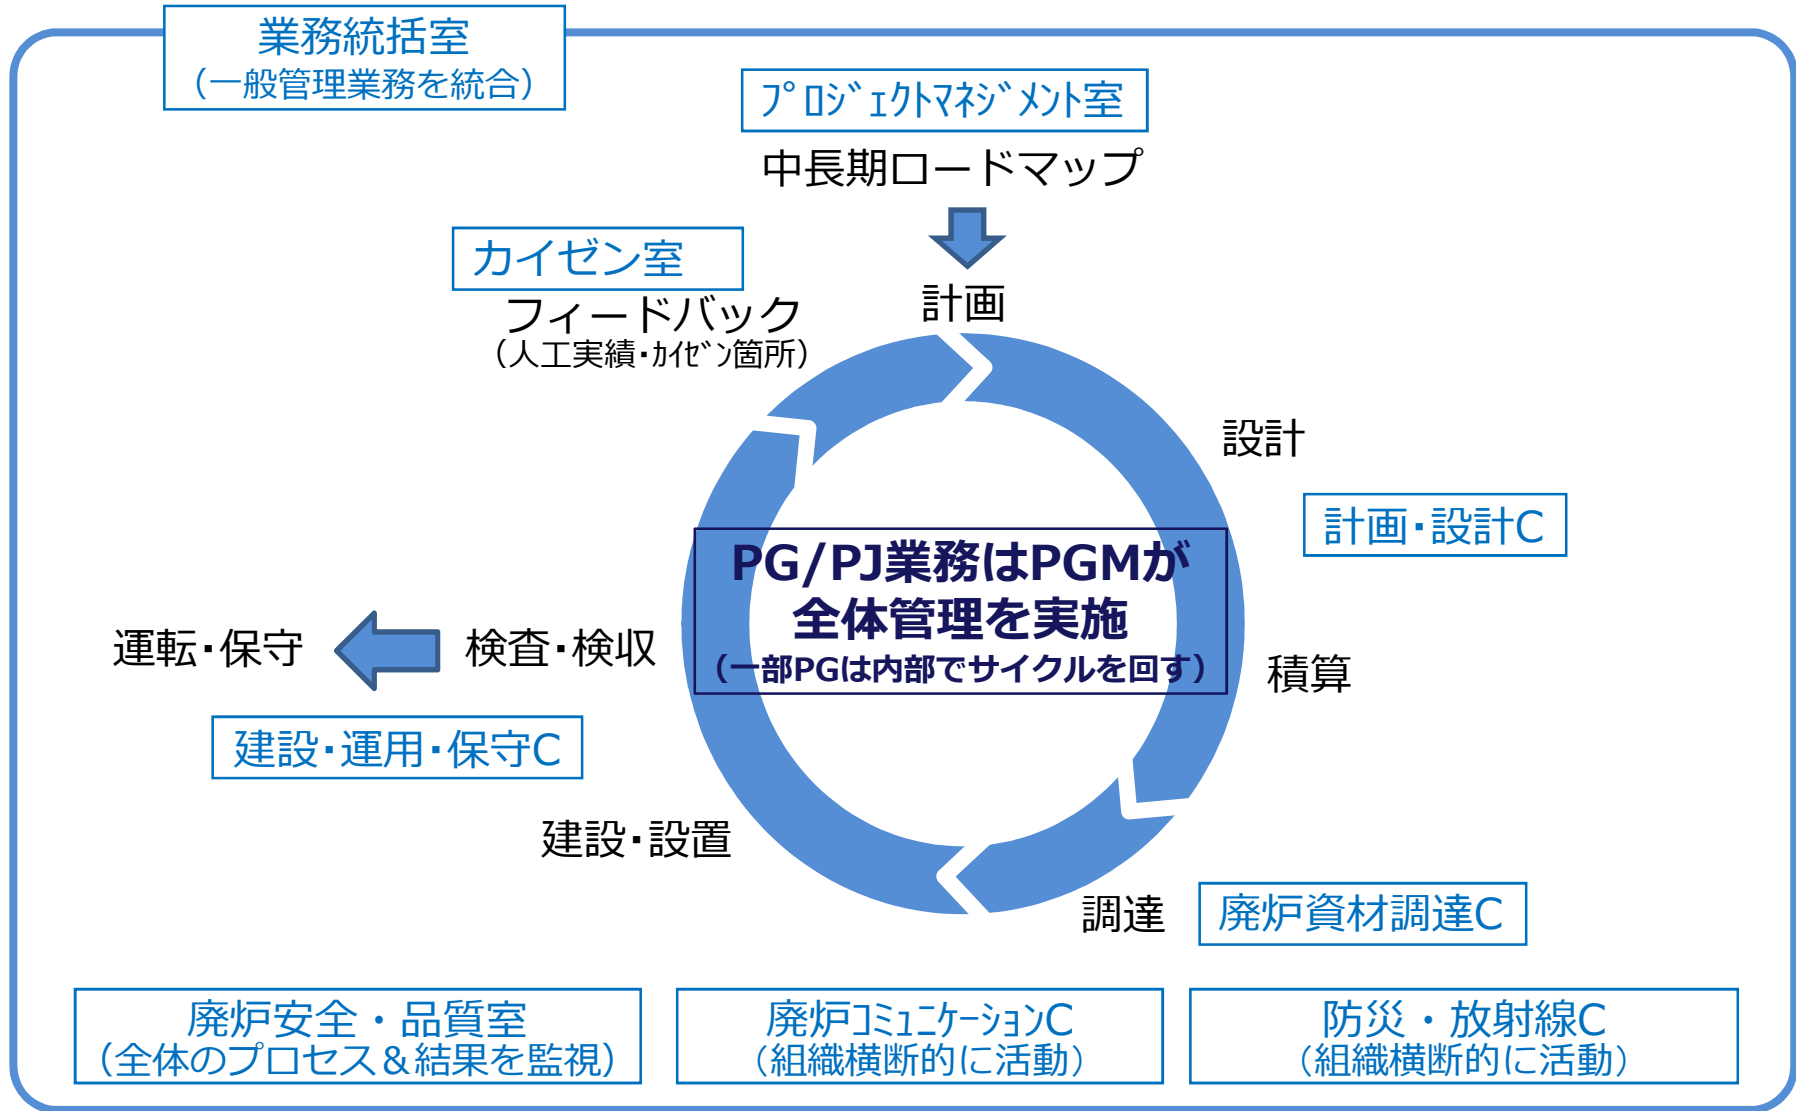 業務統括室
（一般管理業務を統合）
ﾌﾟﾛｼﾞｪｸﾄﾏﾈｼﾞﾒﾝﾄ室
中長期ロードマップ
カイゼン室
フィードバック
（人工実績・ｶｲｾﾞﾝ箇所）
計画
設計
計画・設計C
PG/PJ業務はPGMが
全体管理を実施
（一部PGは内部でサイクルを回す）
運転・保守
検査・検収
積算
建設・運用・保守C
建設・設置
調達
廃炉資材調達C
廃炉安全・品質室
（全体のプロセス＆結果を監視）
廃炉ｺﾐｭﾆｹｰｼｮﾝC
（組織横断的に活動）
防災・放射線C
（組織横断的に活動）